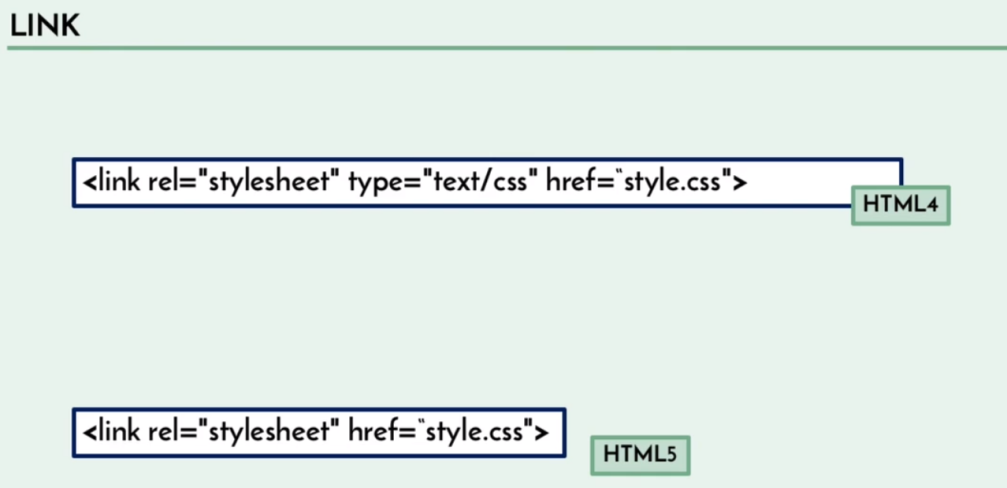 LINK
<link rel="stylesheet" type="text/css" href=“style.css">
HTML4
<link rel="stylesheet" href=“style.css">
HTML5